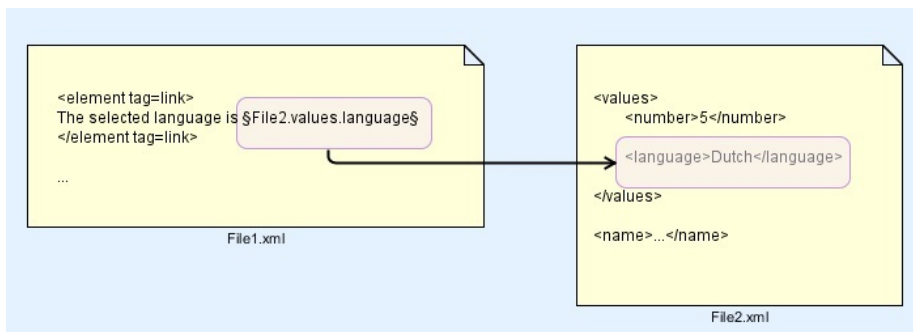 <element tag=link>
The selected language is §File2.values.language§
</element tag=link>
...
File1.xml
<values>
<number>5</number>
<language>Dutch</language>
</values>
<name>...</name>
File2.xml